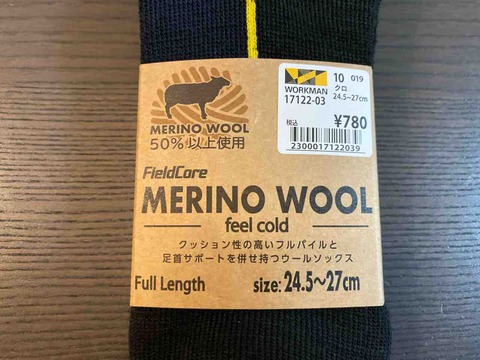 MERINO WOOL
50%以上使用
WORKMAN
17122-03
10 019
クロ
24.5~27cm
税込
¥780
2300017122039
FieldCore
MERINO WOOL
feel cold
クッション性の高いフルパイルと
足首サポートを併せ持つウールソックス
Full Length
size: 24.5~27cm